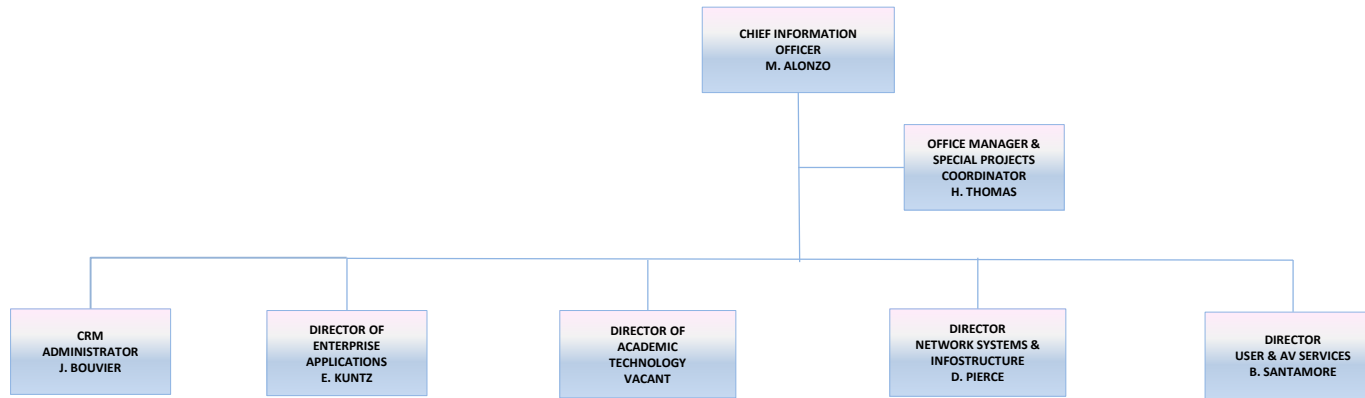 CHIEF INFORMATION
OFFICER
M. ALONZO
OFFICE MANAGER &
SPECIAL PROJECTS
COORDINATOR
H. THOMAS
CRM
ADMINISTRATOR
J. BOUVIER
DIRECTOR OF
ENTERPRISE
APPLICATIONS
E. KUNTZ
DIRECTOR OF
ACADEMIC
TECHNOLOGY
VACANT
DIRECTOR
NETWORK SYSTEMS &
INFOSTRUCTURE
D. PIERCE
DIRECTOR
USER & AV SERVICES
B. SANTAMORE